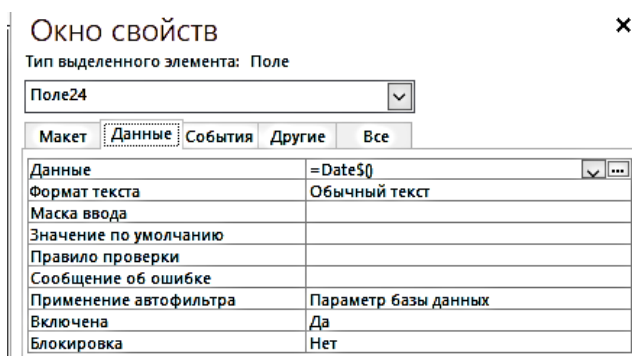 Окно свойств
Тип выделенного элемента: Поле
Поле24
Макет Данные События Другие Все
Данные =Date$()
Формат текста Обычный текст
Маска ввода
Значение по умолчанию
Правило проверки
Сообщение об ошибке
Применение автофильтра Параметр базы данных
Включена Да
Блокировка Нет